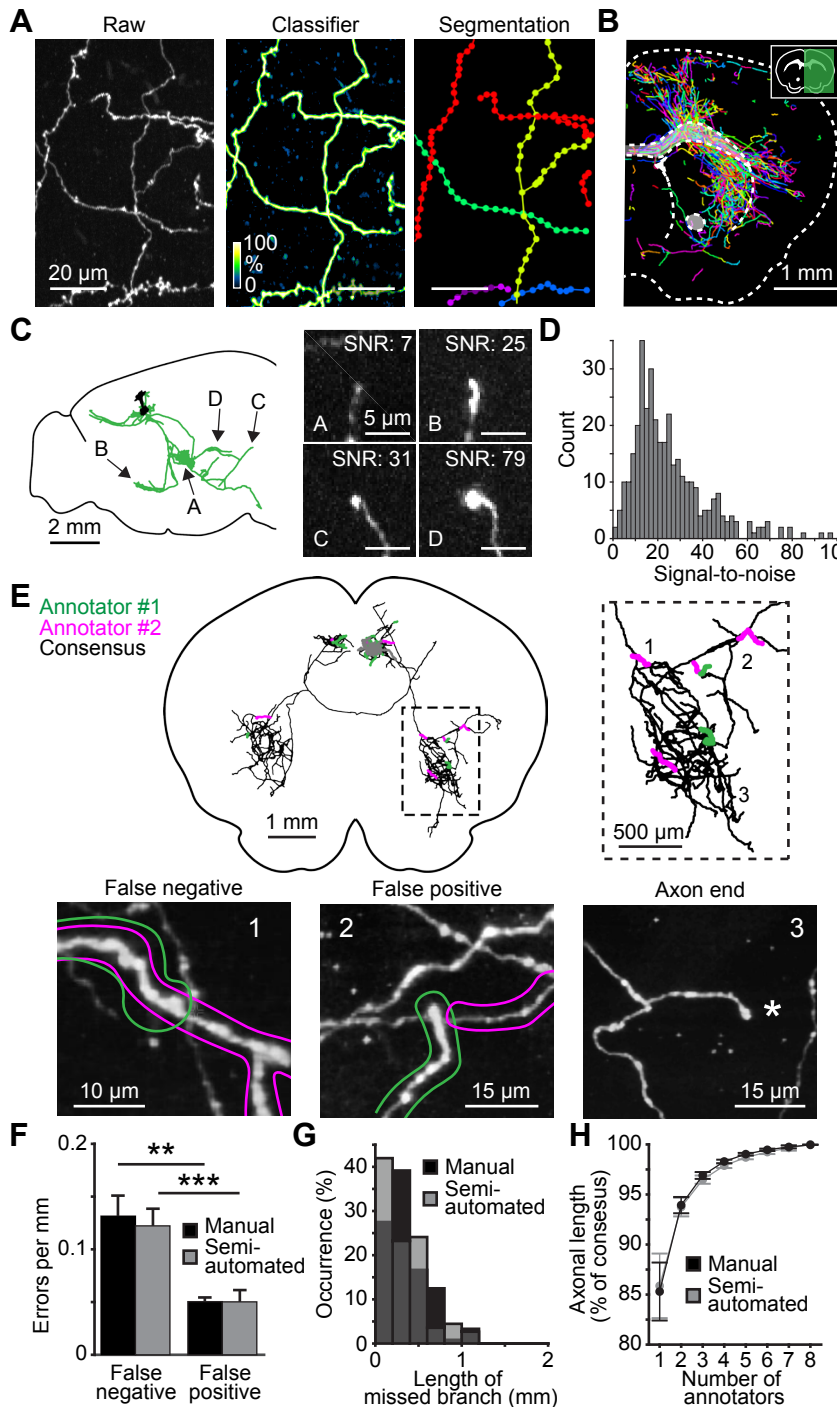 A
Raw
Classifier
Segmentation
B
100
%
0
20 µm
1 mm
C
D
D
C
B
A
2 mm
SNR: 7
A
5 µm
SNR: 25
B
SNR: 31
C
SNR: 79
D
Count
30
20
10
0
0
20
40
60
80
10
Signal-to-noise
E
Annotator #1
Annotator #2
Consensus
1 mm
1
2
3
500 µm
False negative
False positive
Axon end
1
2
3
10 µm
15 µm
15 µm
F
G
H
Errors per mm
0.2
0.1
0
**
***
Manual
Semi-
automated
False
negative
False
positive
Occurrence (%)
40
30
20
10
0
Manual
Semi-
automated
0
1
2
Length of
missed branch (mm)
Axonal length
(% of consesus)
100
95
90
85
80
Manual
Semi-
automated
1 2 3 4 5 6 7 8
Number of
annotators